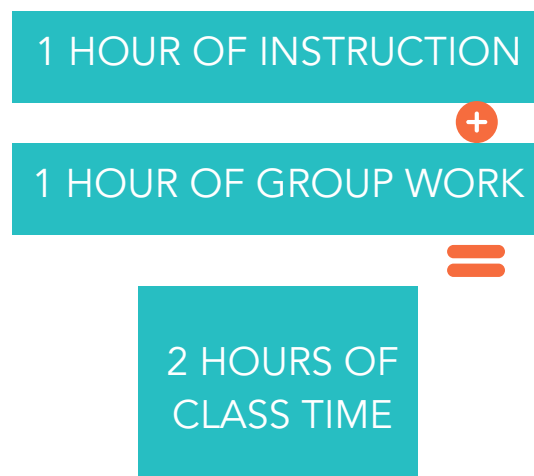 1 HOUR OF INSTRUCTION
+
1 HOUR OF GROUP WORK
=
2 HOURS OF
CLASS TIME